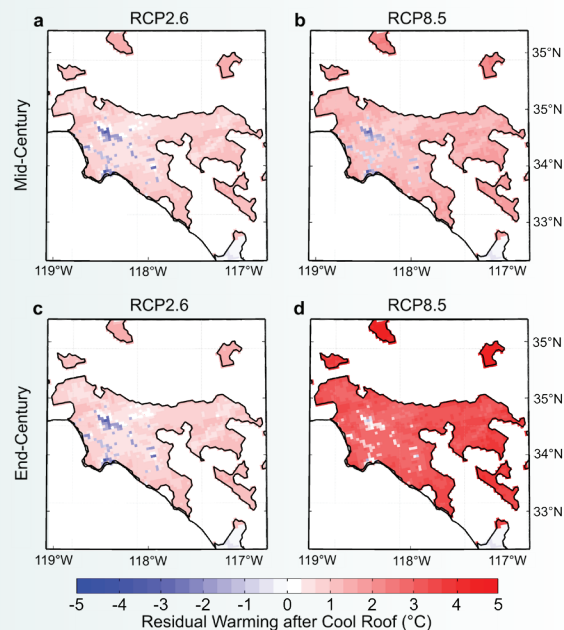 a RCP2.6
b RCP8.5
Mid-Century
35°N
35°N
34°N
33°N
119°W 118°W 117°W
119°W 118°W 117°W
c RCP2.6
d RCP8.5
End-Century
35°N
35°N
34°N
33°N
119°W 118°W 117°W
119°W 118°W 117°W
-5 -4 -3 -2 -1 0 1 2 3 4 5
Residual Warming after Cool Roof (°C)